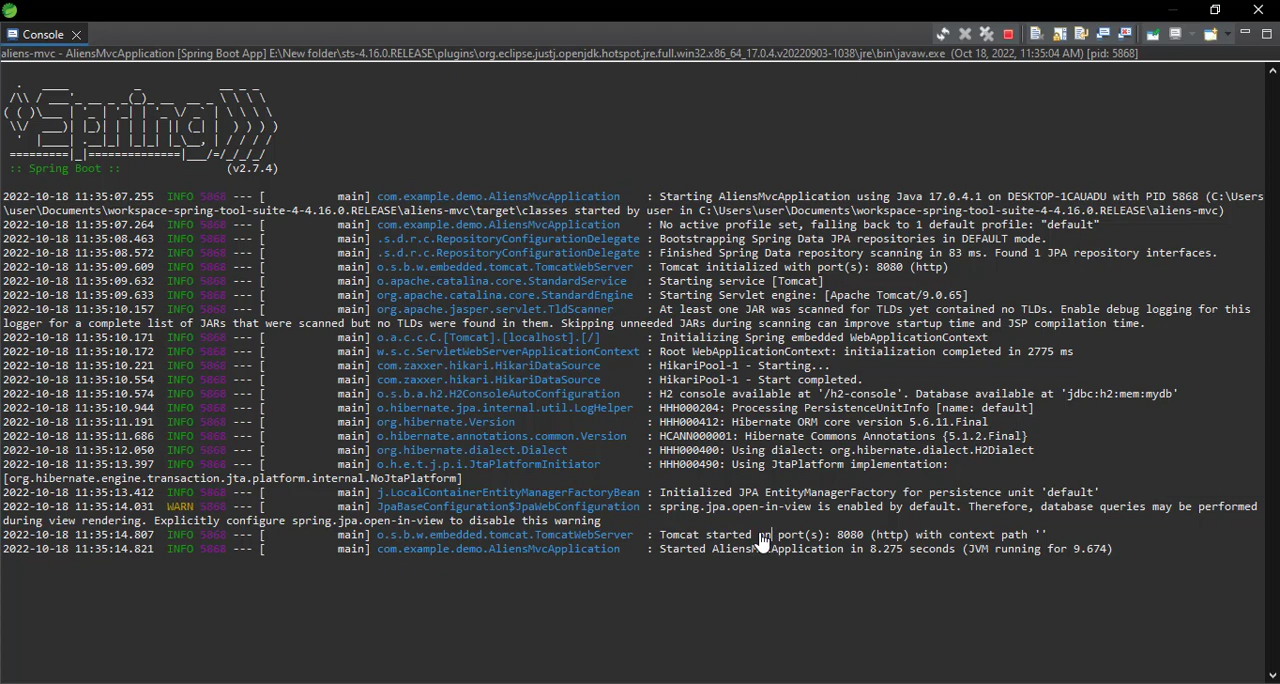 Console
aliens-mvc - AliensMvcApplication [Spring Boot App] E:\New folder\sts-4.16.0.RELEASE\plugins\org.eclipse.justj.openjdk.hotspot.jre.full.win32.x86_64_17.0.4.v20220903-1038\jre\bin\javaw.exe (Oct 18, 2022, 11:35:04 AM) [pid: 5868]
Spring
:: Spring Boot :: (v2.7.4)
2022-10-18 11:35:07.255 INFO 5868 --- [ main] com.example.demo.AliensMvcApplication : Starting AliensMvcApplication using Java 17.0.4.1 on DESKTOP-1CAUADU with PID 5868 (C:\Users
\user\Documents\workspace-spring-tool-suite-4-4.16.0.RELEASE\aliens-mvc\target\classes started by user in C:\Users\user\Documents\workspace-spring-tool-suite-4-4.16.0.RELEASE\aliens-mvc)
2022-10-18 11:35:07.264 INFO 5868 --- [ main] com.example.demo.AliensMvcApplication : No active profile set, falling back to 1 default profile: "default"
2022-10-18 11:35:08.463 INFO 5868 --- [ main] .s.d.r.c.RepositoryConfigurationDelegate : Bootstrapping Spring Data JPA repositories in DEFAULT mode.
2022-10-18 11:35:08.572 INFO 5868 --- [ main] .s.d.r.c.RepositoryConfigurationDelegate : Finished Spring Data repository scanning in 83 ms. Found 1 JPA repository interfaces.
2022-10-18 11:35:09.609 INFO 5868 --- [ main] o.s.b.w.embedded.tomcat.TomcatWebServer : Tomcat initialized with port(s): 8080 (http)
2022-10-18 11:35:09.632 INFO 5868 --- [ main] o.apache.catalina.core.StandardService : Starting service [Tomcat]
2022-10-18 11:35:09.633 INFO 5868 --- [ main] org.apache.catalina.core.StandardEngine : Starting Servlet engine: [Apache Tomcat/9.0.65]
2022-10-18 11:35:10.157 INFO 5868 --- [ main] org.apache.jasper.servlet.TldScanner : At least one JAR was scanned for TLDs yet contained no TLDs. Enable debug logging for this
logger for a complete list of JARs that were scanned but no TLDs were found in them. Skipping unneeded JARs during scanning can improve startup time and JSP compilation time.
2022-10-18 11:35:10.171 INFO 5868 --- [ main] o.a.c.c.C.[Tomcat].[localhost].[/] : Initializing Spring embedded WebApplicationContext
2022-10-18 11:35:10.172 INFO 5868 --- [ main] w.s.c.ServletWebServerApplicationContext : Root WebApplicationContext: initialization completed in 2775 ms
2022-10-18 11:35:10.221 INFO 5868 --- [ main] com.zaxxer.hikari.HikariDataSource : HikariPool-1 - Starting...
2022-10-18 11:35:10.554 INFO 5868 --- [ main] com.zaxxer.hikari.HikariDataSource : HikariPool-1 - Start completed.
2022-10-18 11:35:10.574 INFO 5868 --- [ main] o.s.b.a.h2.H2ConsoleAutoConfiguration : H2 console available at '/h2-console'. Database available at 'jdbc:h2:mem:mydb'
2022-10-18 11:35:10.944 INFO 5868 --- [ main] o.hibernate.jpa.internal.util.LogHelper : HHH000204: Processing PersistenceUnitInfo [name: default]
2022-10-18 11:35:11.191 INFO 5868 --- [ main] org.hibernate.Version : HHH000412: Hibernate ORM core version 5.6.11.Final
2022-10-18 11:35:11.686 INFO 5868 --- [ main] o.hibernate.annotations.common.Version : HCANN000001: Hibernate Commons Annotations {5.1.2.Final}
2022-10-18 11:35:12.050 INFO 5868 --- [ main] org.hibernate.dialect.Dialect : HHH000400: Using dialect: org.hibernate.dialect.H2Dialect
2022-10-18 11:35:13.397 INFO 5868 --- [ main] o.h.e.t.j.p.i.JtaPlatformInitiator : HHH000490: Using JtaPlatform implementation:
[org.hibernate.engine.transaction.jta.platform.internal.NoJtaPlatform]
2022-10-18 11:35:13.412 INFO 5868 --- [ main] j.LocalContainerEntityManagerFactoryBean : Initialized JPA EntityManagerFactory for persistence unit 'default'
2022-10-18 11:35:14.031 WARN 5868 --- [ main] JpaBaseConfiguration$JpaWebConfiguration : spring.jpa.open-in-view is enabled by default. Therefore, database queries may be performed
during view rendering. Explicitly configure spring.jpa.open-in-view to disable this warning
2022-10-18 11:35:14.807 INFO 5868 --- [ main] o.s.b.w.embedded.tomcat.TomcatWebServer : Tomcat started on port(s): 8080 (http) with context path ''
2022-10-18 11:35:14.821 INFO 5868 --- [ main] com.example.demo.AliensMvcApplication : Started AliensMvcApplication in 8.275 seconds (JVM running for 9.674)